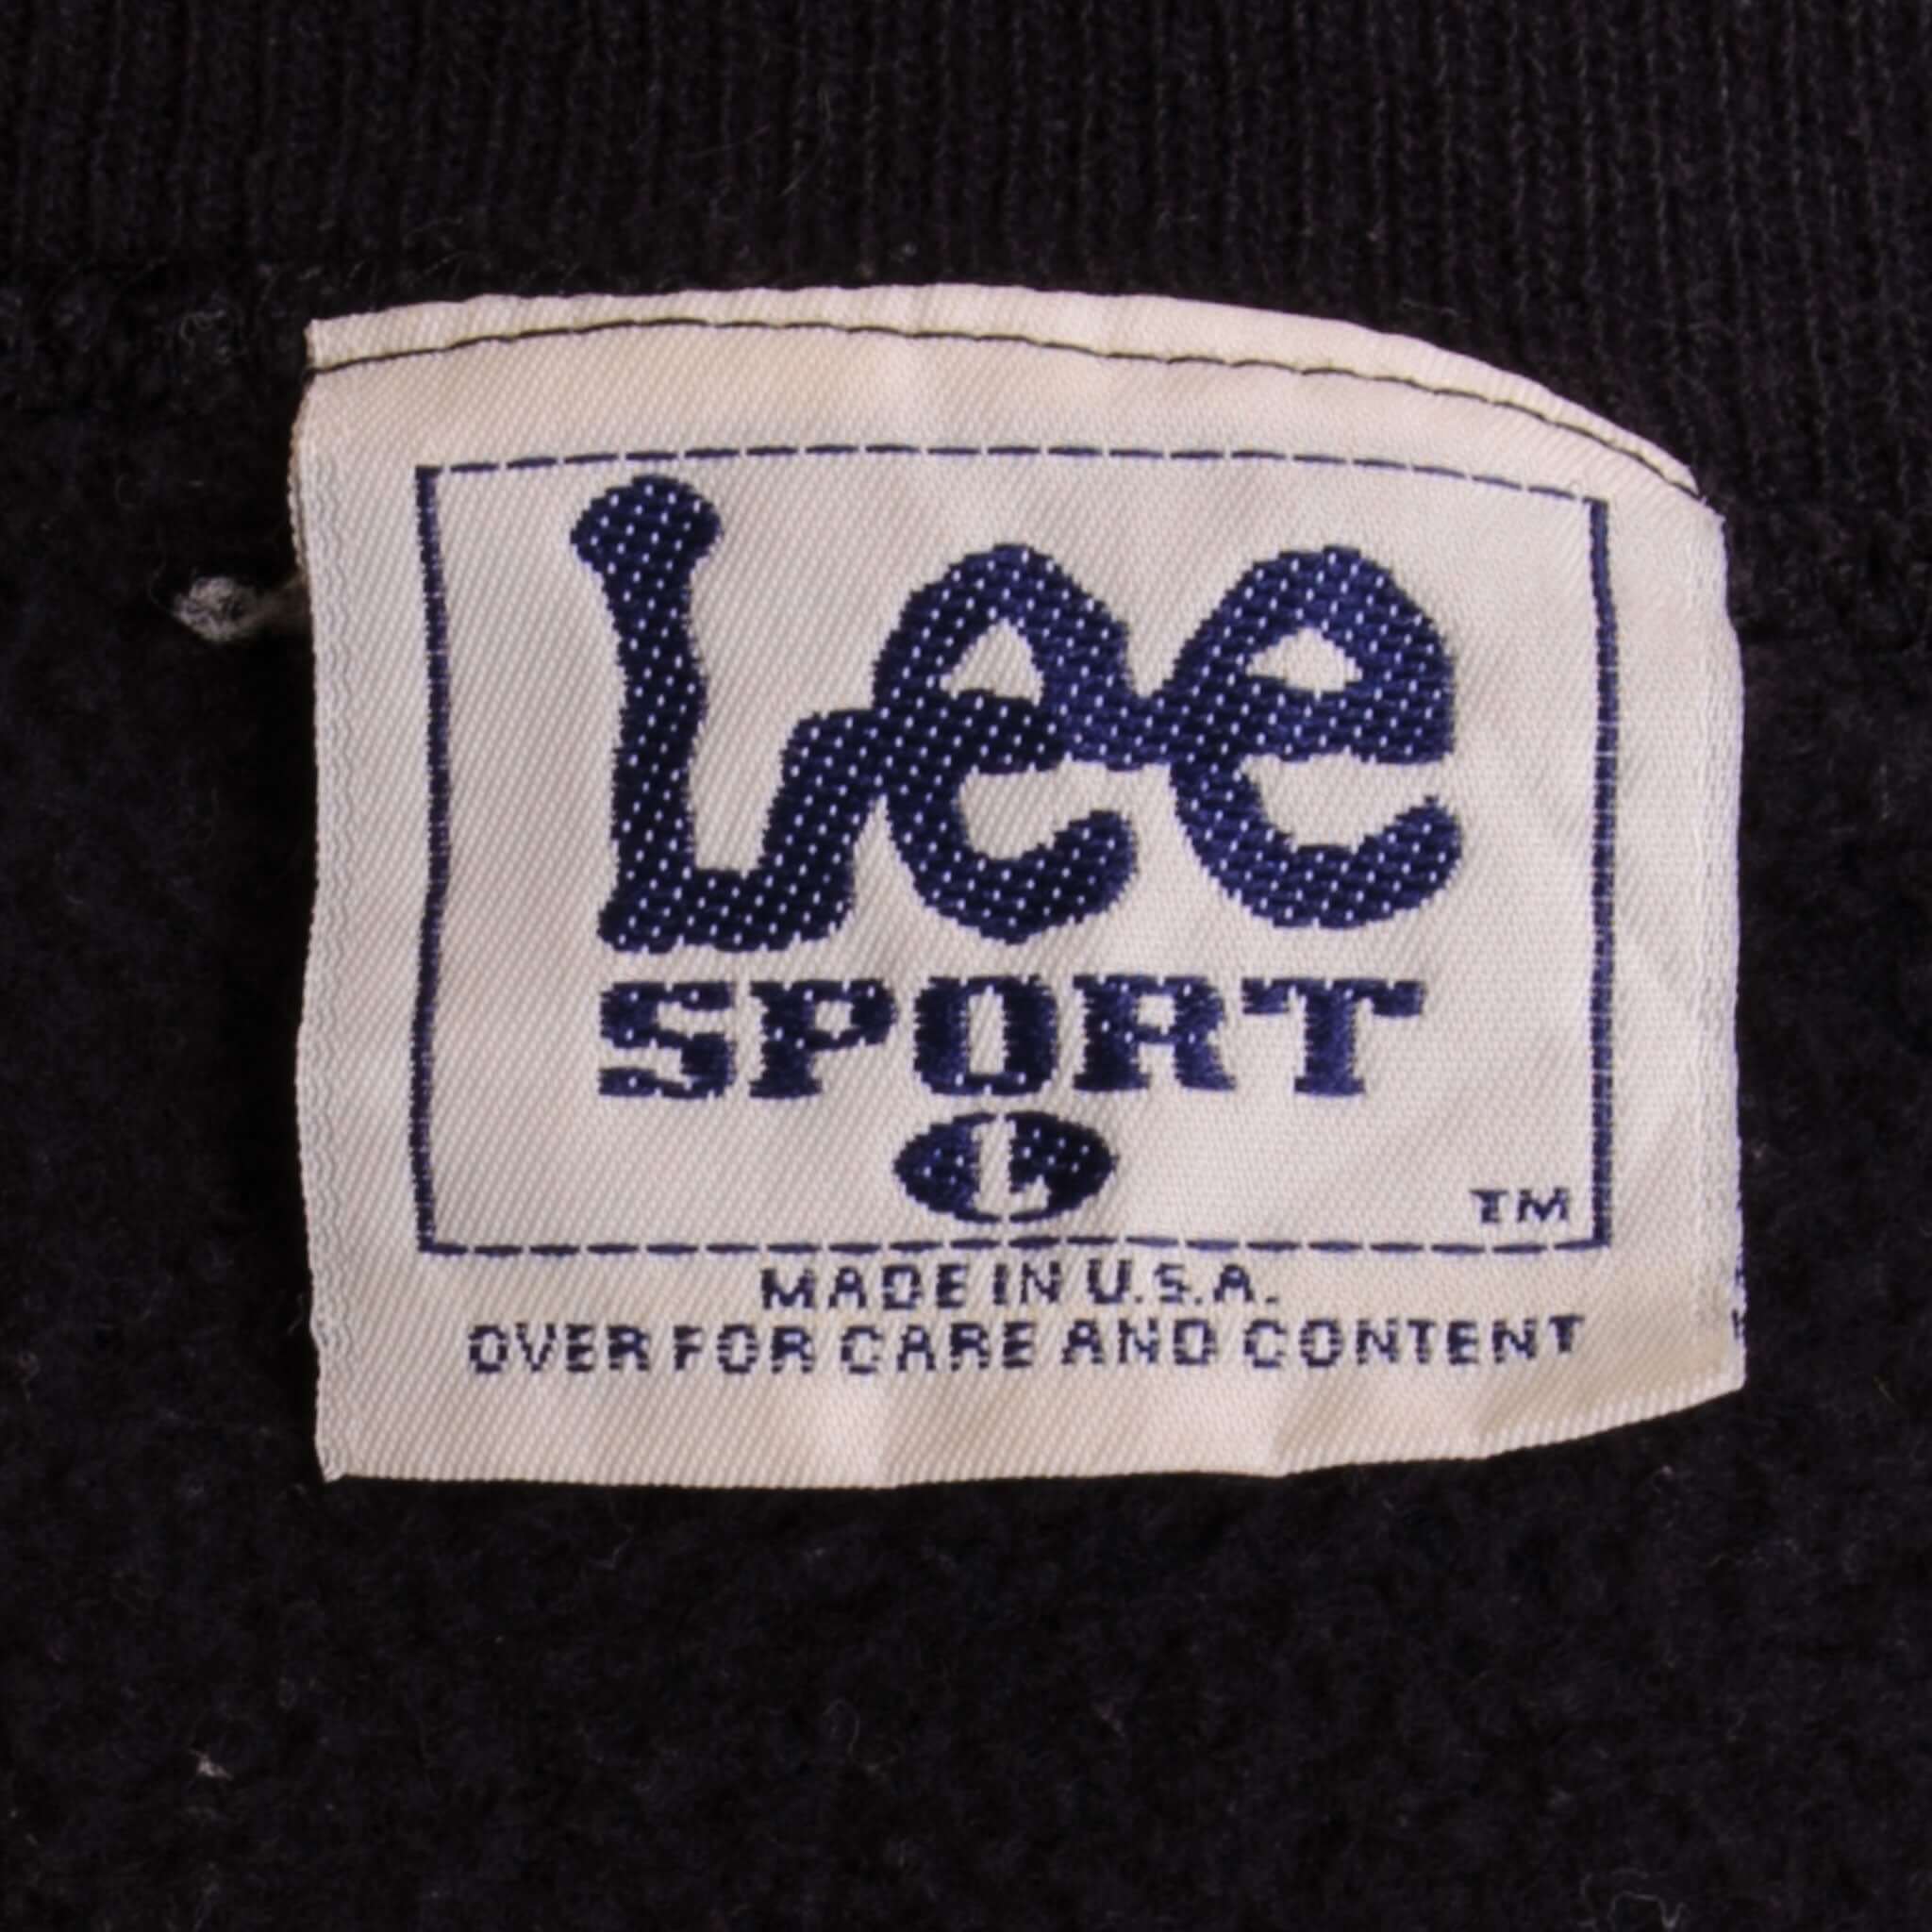 Lee
SPORT
L
TM
MADE IN U.S.A.
OVER FOR CARE AND CONTENT